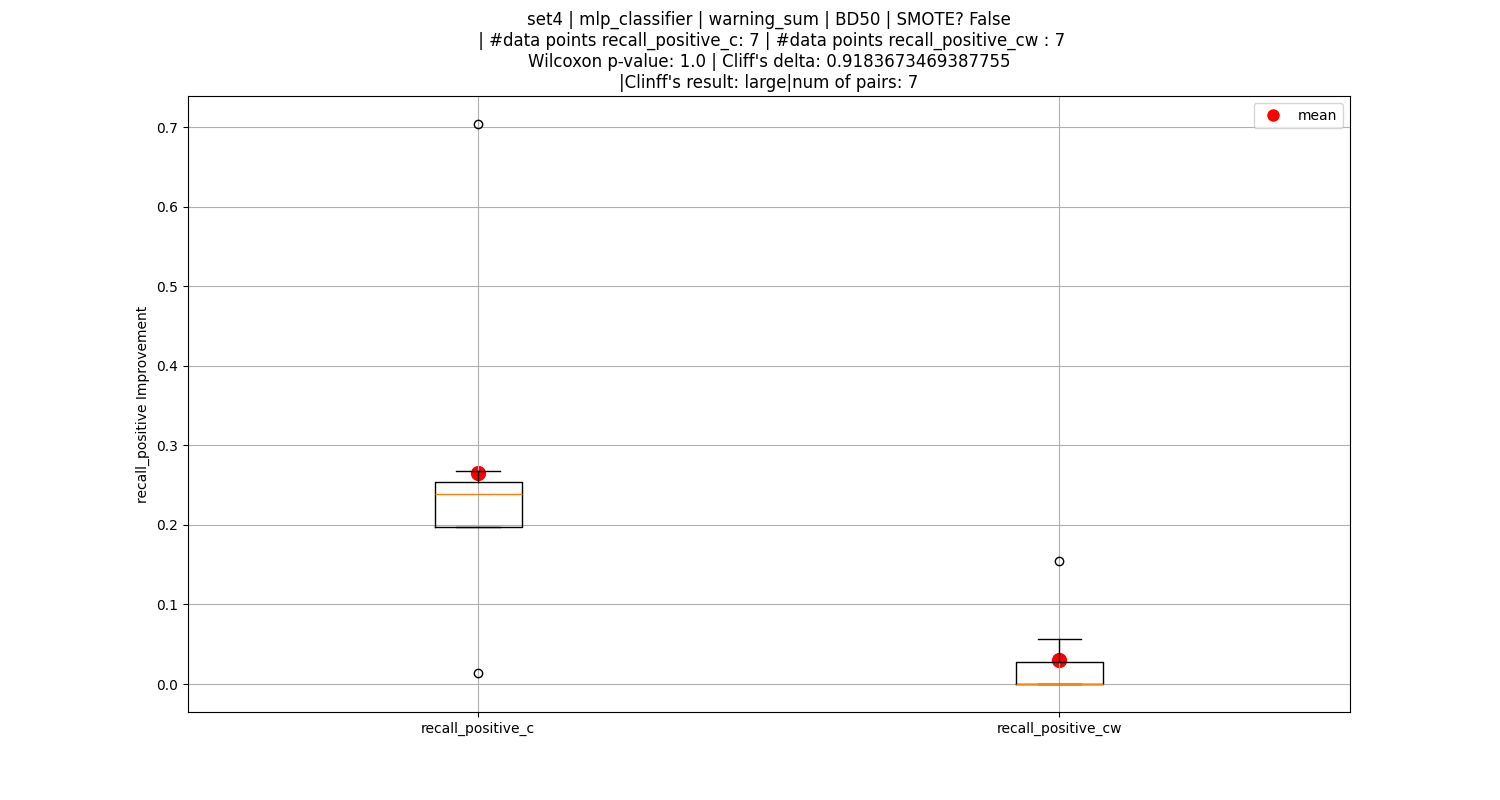 set4 | mlp_classifier | warning_sum | BD50 | SMOTE? False
| #data points recall_positive_c: 7 | #data points recall_positive_cw : 7
Wilcoxon p-value: 1.0 | Cliff's delta: 0.9183673469387755
|Clinff's result: large|num of pairs: 7
mean
0.7
0.6
0.5
0.4
0.3
0.2
0.1
0.0
recall_positive Improvement
recall_positive_c
recall_positive_cw